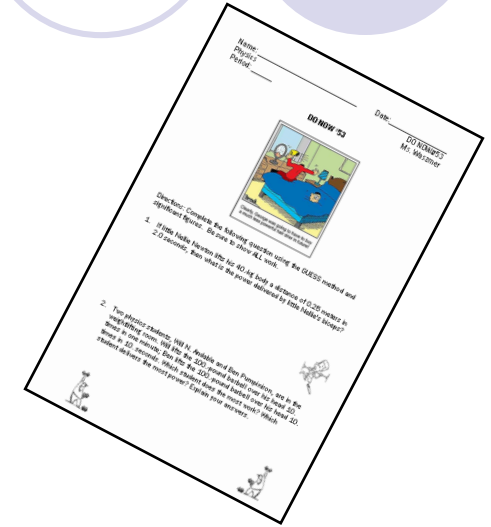 Name:
Physics
Period:
Date:
DO NOW #53
Ms. Wassmer
DO NOW '53
Directions: Complete the following question using the GUESS method and
significant figures. Be sure to show ALL work.
1. If little Nellie Newton lifts his 40.-kg body a distance of 0.25 meters in
2.0 seconds, then what is the power delivered by little Nellie's biceps?
2. Two physics students, Will N. Andable and Ben Pumpiniron, are in the
weightlifting room. Will lifts the 100.-pound barbell over his head 10.
times in one minute; Ben lifts the 100.-pound barbell over his head 10.
times in 10. seconds. Which student does the most work? Which
student delivers the most power? Explain your answers.